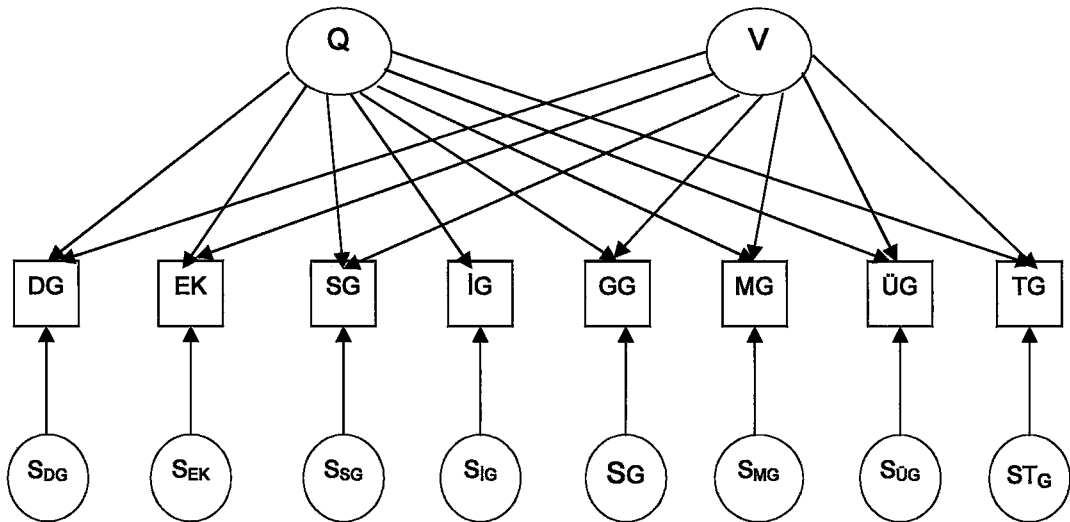 Q V
DG EK SG İG GG MG ÜG TG
SDG SEK SSG SİG SG SMG SÜG STG